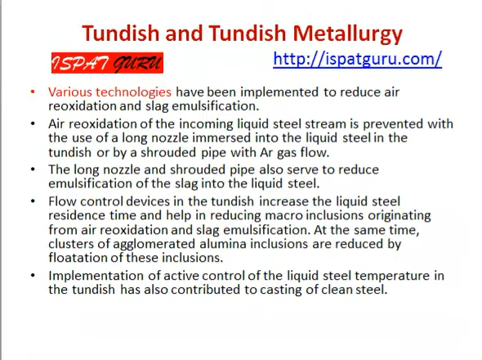 Tundish and Tundish Metallurgy
ISPAT GURU
http://ispatguru.com/
• Various technologies have been implemented to reduce air
reoxidation and slag emulsification.
• Air reoxidation of the incoming liquid steel stream is prevented with
the use of a long nozzle immersed into the liquid steel in the
tundish or by a shrouded pipe with Ar gas flow.
• The long nozzle and shrouded pipe also serve to reduce
emulsification of the slag into the liquid steel.
• Flow control devices in the tundish increase the liquid steel
residence time and help in reducing macro inclusions originating
from air reoxidation and slag emulsification. At the same time,
clusters of agglomerated alumina inclusions are reduced by
floatation of these inclusions.
• Implementation of active control of the liquid steel temperature in
the tundish has also contributed to casting of clean steel.